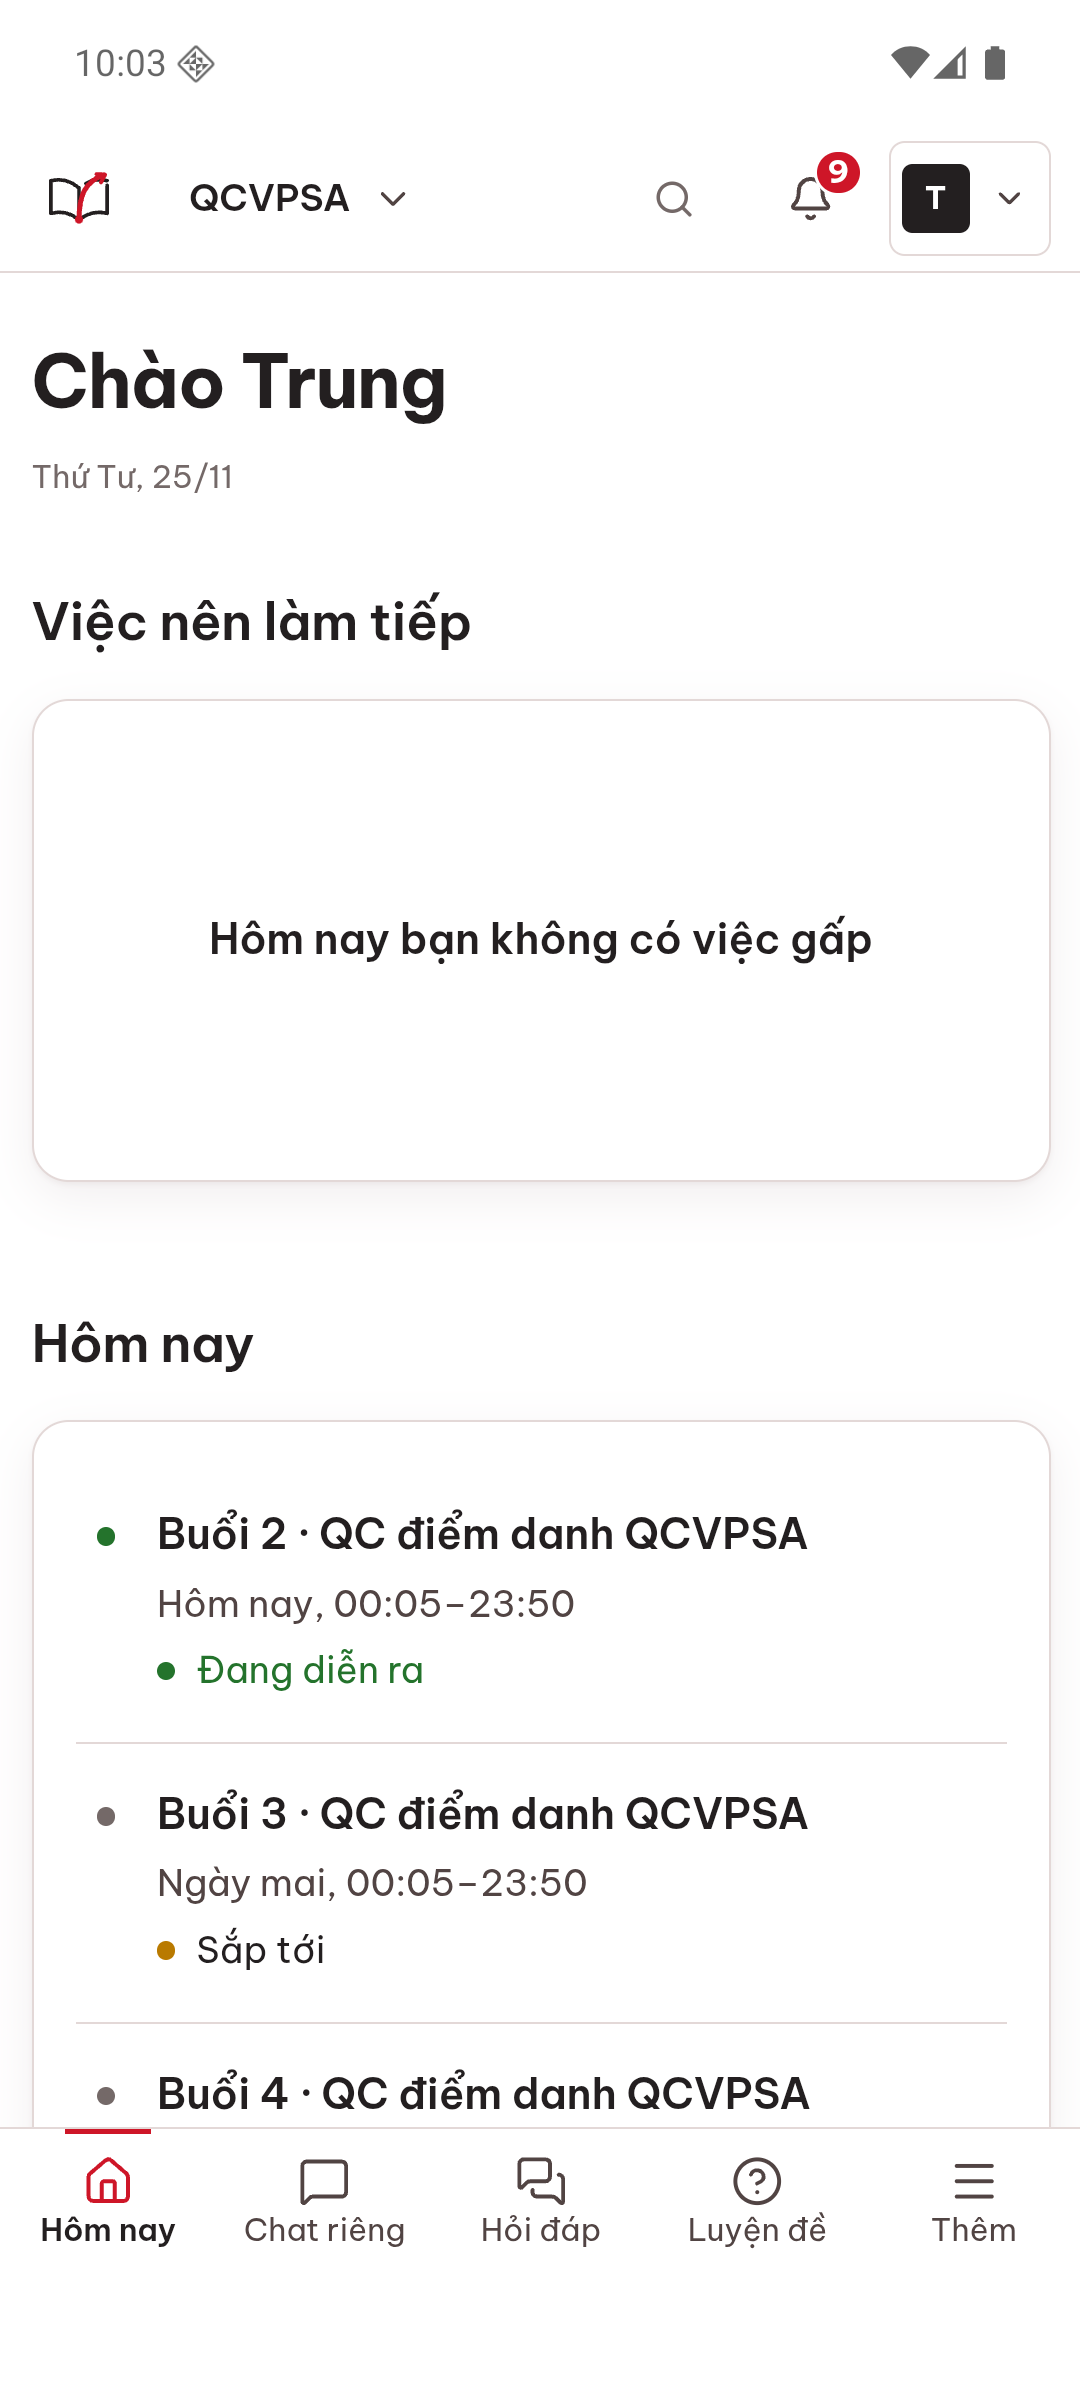 10:03
QCVPSA
9
T
Chào Trung
Thứ Tư, 25/11
Việc nên làm tiếp
Hôm nay bạn không có việc gấp
Hôm nay
Buổi 2 · QC điểm danh QCVPSA
Hôm nay, 00:05–23:50
Đang diễn ra
Buổi 3 · QC điểm danh QCVPSA
Ngày mai, 00:05–23:50
Sắp tới
Buổi 4 · QC điểm danh QCVPSA
Hôm nay
Chat riêng
Hỏi đáp
Luyện đề
Thêm